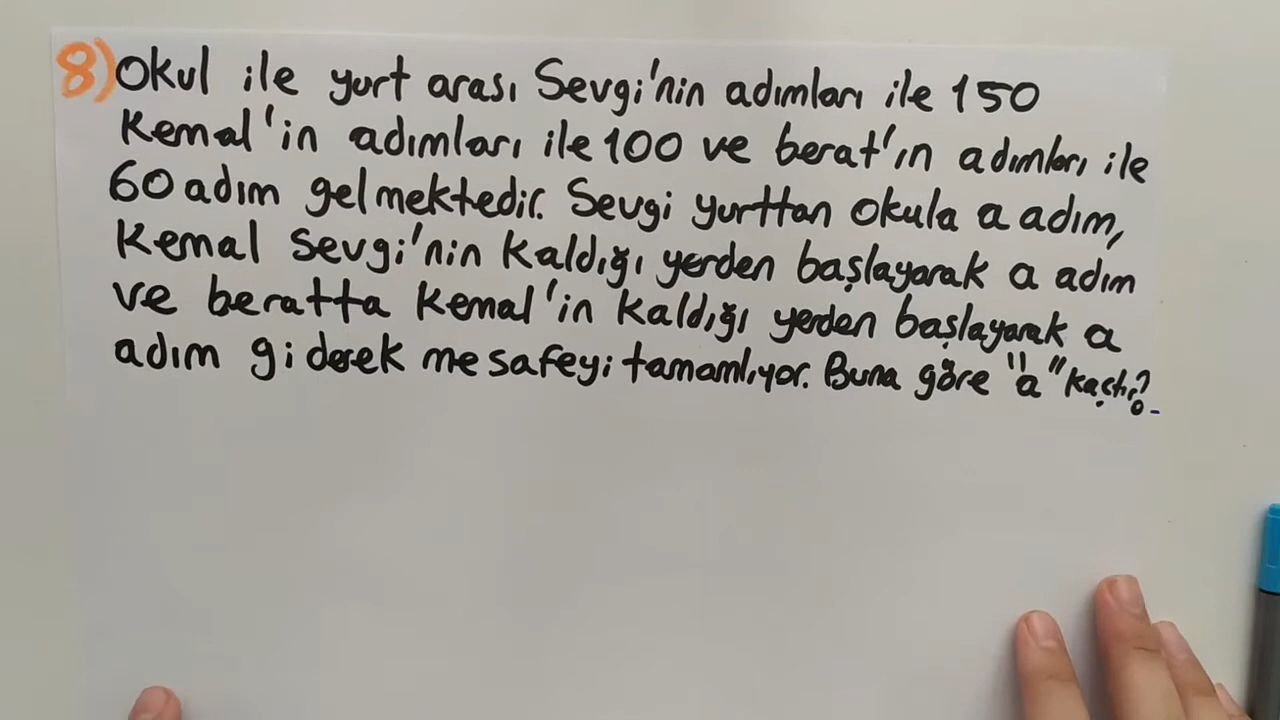 8) Okul ile yurt arası Sevgi'nin adımları ile 150
Kemal'in adımları ile 100 ve berat'ın adımları ile
60 adım gelmektedir. Sevgi yurttan okula a adım,
Kemal Sevgi'nin kaldığı yerden başlayarak a adım
ve beratta Kemal'in kaldığı yerden başlayarak a
adım giderek mesafeyi tamamlıyor. Buna göre "a" kaçtır?